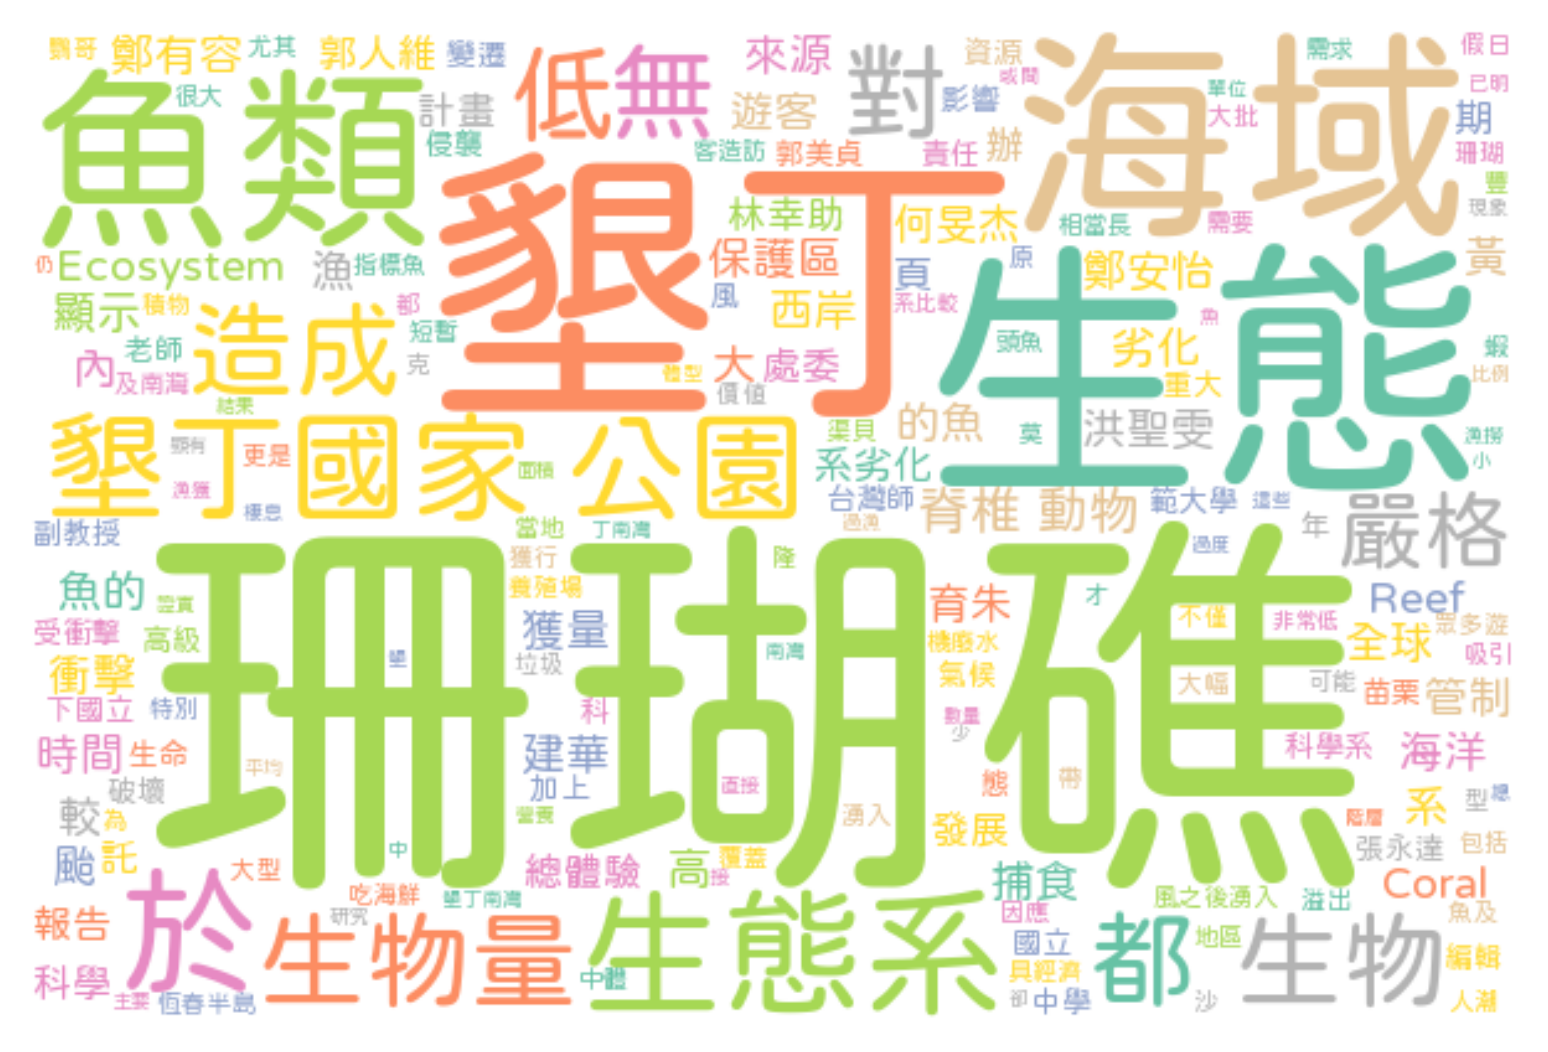 鸚哥 鄭有容 尤其 郭人維 變遷 低 無 來源 對 資源 海域 需求 假日
魚類 很大 計畫 遊客 影響 或間 單位 已明
侵襲 客造訪 郭美貞 責任 辦 大批 期 珊瑚
墾丁 林幸助 何旻杰 相當長 需要 豐 現象
仍 Ecosystem 漁 指標魚 保護區 頁 原 生態 鄭安怡 黃
顯示 積物 造成 都 短暫 風 西岸 系比較 魚
老師 頭魚 劣化 蝦
內 及南灣 克 體型 大 處委 重大 比例
結果 價值
墾丁國家 公園 顯有 更是 面積 渠貝 的魚 莫 洪聖雯 漁撈
漁獲 系劣化 小
副教授 棲息 當地 丁南灣 台灣師 過漁 脊椎 動物 範大學 這些 年 嚴格
珊瑚礁 獲行 隆 過度
魚的 證實 養殖場 育朱 才 不僅 非常低 Reef
受衝擊 高級 獲量 機廢水 全球 眾多遊
衝擊 墾 垃圾 南灣 氣候 大幅 可能 吸引
下國立 特別 科 數量 苗栗 管制
少
時間 生命 平均 建華 科學系 海洋
破壞 加上 直接 態 帶 型
較 為 營養 湧入 發展 系 階層
颱 託 中 張永達 包括
大型 總體驗 高 接 覆蓋 捕食 Coral
於 吃海鮮 墾丁南灣 風之後湧入 溢出
報告 研究 因應 魚及
生物量 生態系 國立 都 地區 生物 編輯
科學 中體 具經濟
主要 恆春半島 卻 中學 沙 人潮